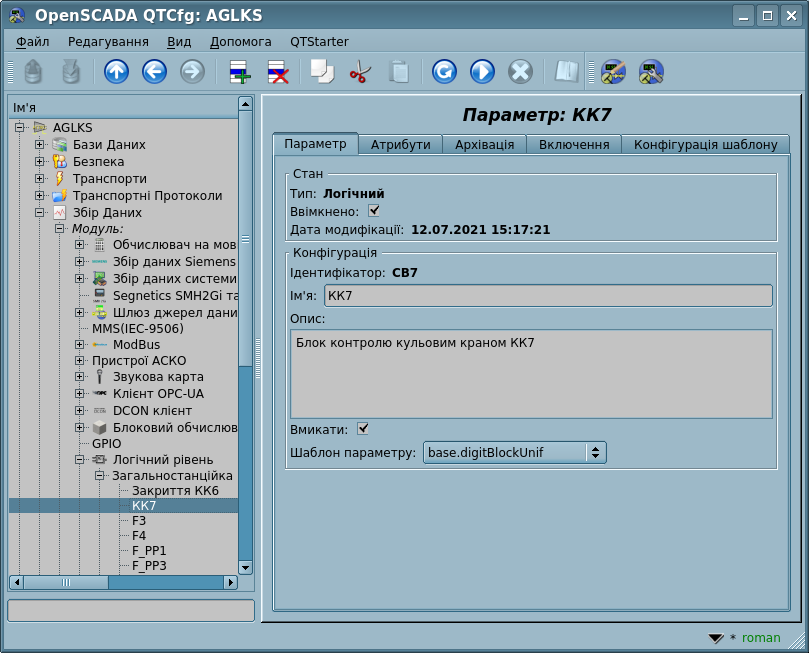 OpenSCADA QTCfg: AGLKS
Файл Редагування Вид Допомога QTStarter
Ім'я
AGLKS
Бази Даних
Безпека
Транспорти
Транспортні Протоколи
Збір Даних
Модуль:
Обчислювач на мов
Збір даних Siemens
Збір даних системи
Segnetics SMH2Gi та
Шлюз джерел дани
MMS(IEC-9506)
ModBus
Пристрої АСКО
Звукова карта
Клієнт OPC-UA
DCON клієнт
Блоковий обчислюв
GPIO
Логічний рівень
Загальностанційка
Закриття КК6
КК7
F3
F4
F_PP1
F_PP3
Параметр: КК7
Параметр Атрибути Архівація Включення Конфігурація шаблону
Стан
Тип: Логічний
Ввімкнено:
Дата модифікації: 12.07.2021 15:17:21
Конфігурація
Ідентифікатор: CB7
Ім'я: КК7
Опис:
Блок контролю кульовим краном КК7
Вмикати:
Шаблон параметру: base.digitBlockUnif
* roman